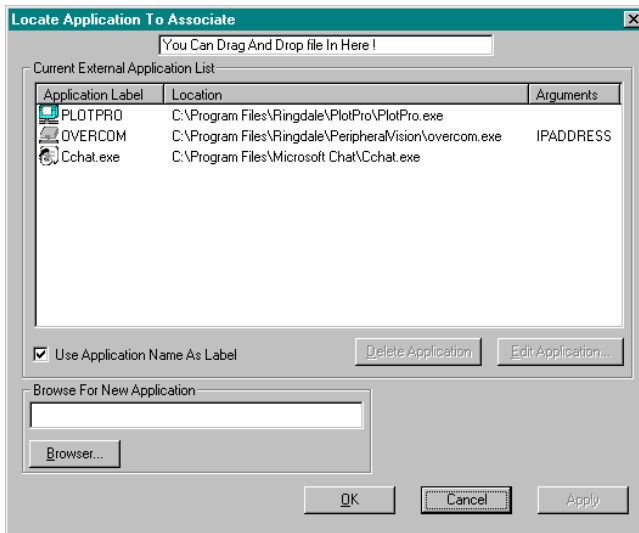 Locate Application To Associate
You Can Drag And Drop file In Here !
Current External Application List
Application Label Location Arguments
PLOTPRO C:\Program Files\Ringdale\PlotPro\PlotPro.exe
OVERCOM C:\Program Files\Ringdale\PeripheralVision\overcom.exe IPADDRESS
Cchat.exe C:\Program Files\Microsoft Chat\Cchat.exe
Use Application Name As Label Delete Application Edit Application...
Browse For New Application
Browser...
OK Cancel Apply